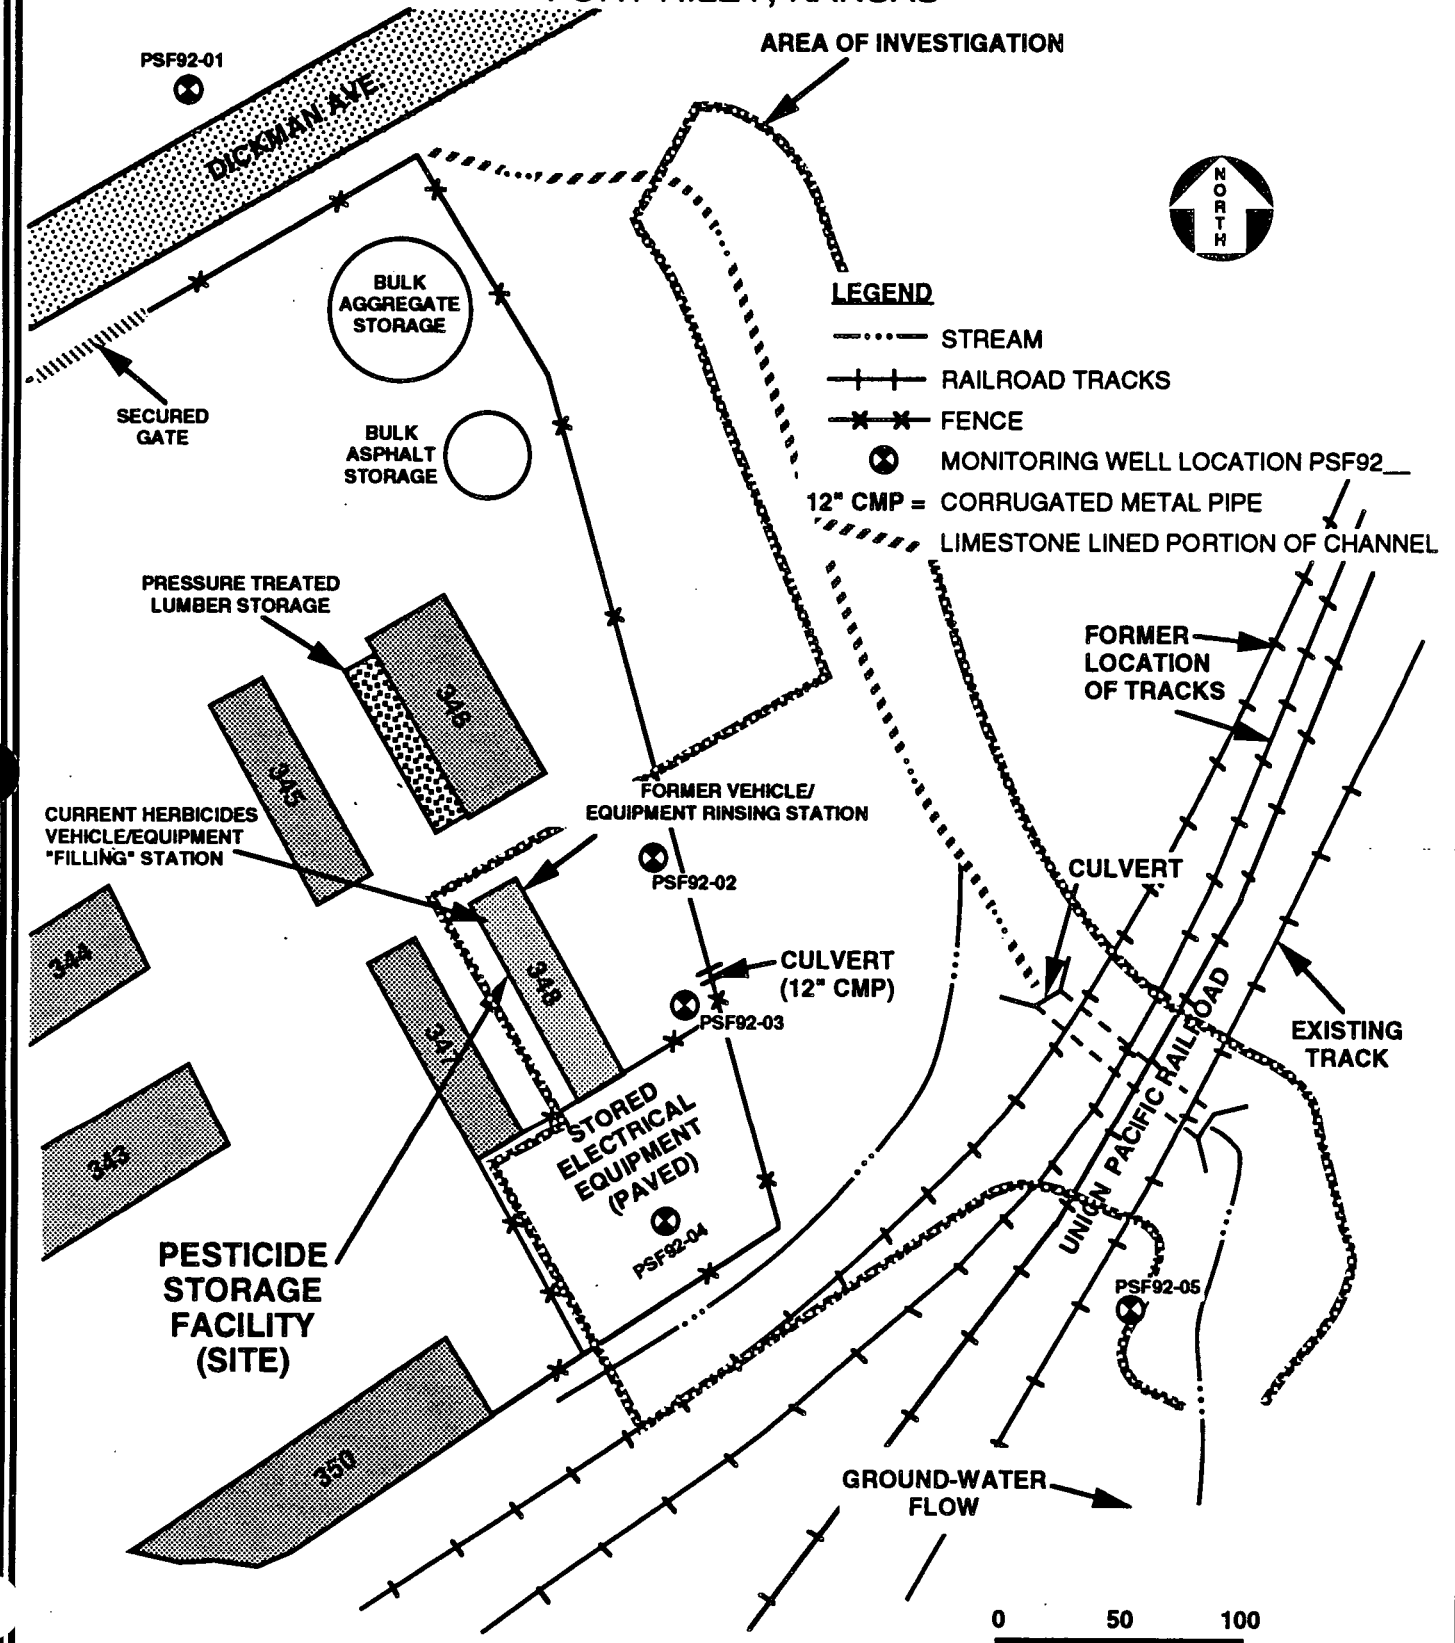 FORT RILEY, KANSAS
AREA OF INVESTIGATION
PSF92-01
DICKMAN AVE.
NORTH
BULK
AGGREGATE
STORAGE
SECURED
GATE
BULK
ASPHALT
STORAGE
LEGEND
STREAM
RAILROAD TRACKS
FENCE
MONITORING WELL LOCATION PSF92__
12" CMP = CORRUGATED METAL PIPE
LIMESTONE LINED PORTION OF CHANNEL
PRESSURE TREATED
LUMBER STORAGE
346
345
FORMER
LOCATION
OF TRACKS
CURRENT HERBICIDES
VEHICLE/EQUIPMENT
"FILLING" STATION
FORMER VEHICLE/
EQUIPMENT RINSING STATION
PSF92-02
CULVERT
344
348
347
CULVERT
(12" CMP)
PSF92-03
EXISTING
TRACK
UNION PACIFIC RAILROAD
343
STORED
ELECTRICAL
EQUIPMENT
(PAVED)
PSF92-04
PESTICIDE
STORAGE
FACILITY
(SITE)
PSF92-05
350
GROUND-WATER
FLOW
0 50 100